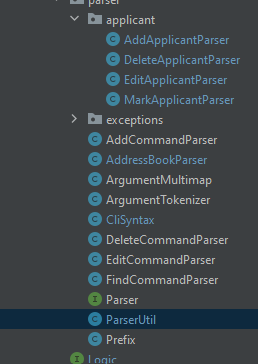 parser
applicant
AddApplicantParser
DeleteApplicantParser
EditApplicantParser
MarkApplicantParser
exceptions
AddCommandParser
AddressBookParser
ArgumentMultimap
ArgumentTokenizer
CliSyntax
DeleteCommandParser
EditCommandParser
FindCommandParser
Parser
ParserUtil
Prefix
Logic